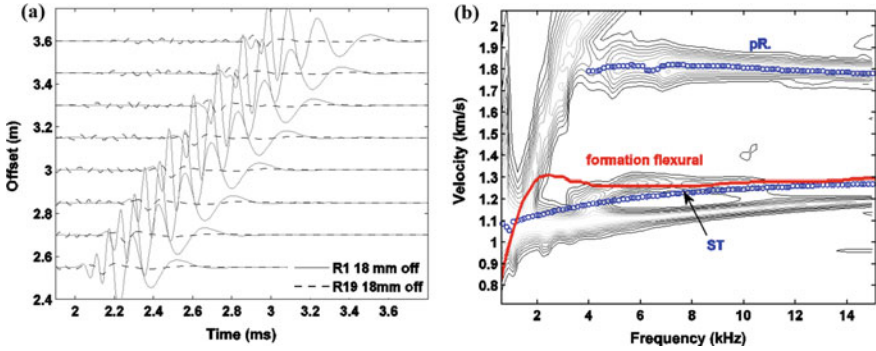 (a)
3.6
3.4
3.2
3
2.8
2.6
2.4
Offset (m)
R1 18 mm off
R19 18mm off
2 2.2 2.4 2.6 2.8 3 3.2 3.4 3.6
Time (ms)
(b)
2
1.9
1.8
1.7
1.6
1.5
1.4
1.3
1.2
1.1
1
0.9
0.8
Velocity (km/s)
pR.
formation flexural
ST
2 4 6 8 10 12 14
Frequency (kHz)